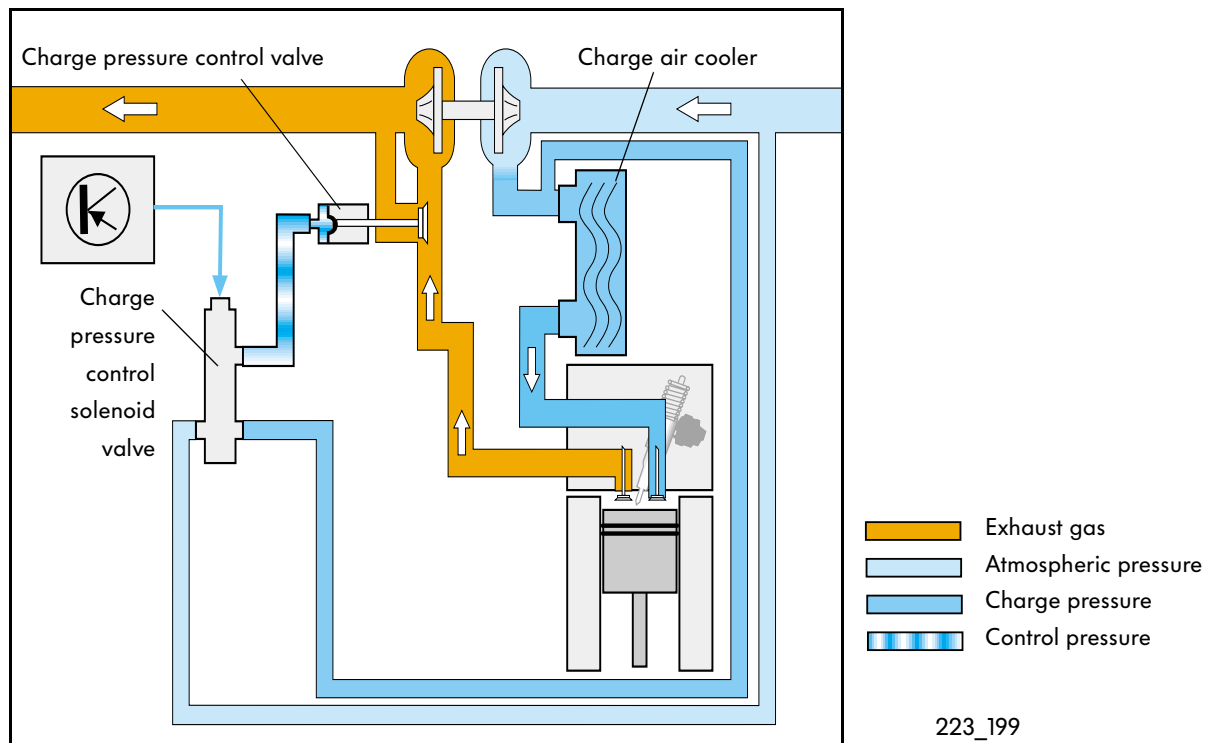 Charge pressure control valve
Charge air cooler
Charge
pressure
control
solenoid
valve
Exhaust gas
Atmospheric pressure
Charge pressure
Control pressure
223_199